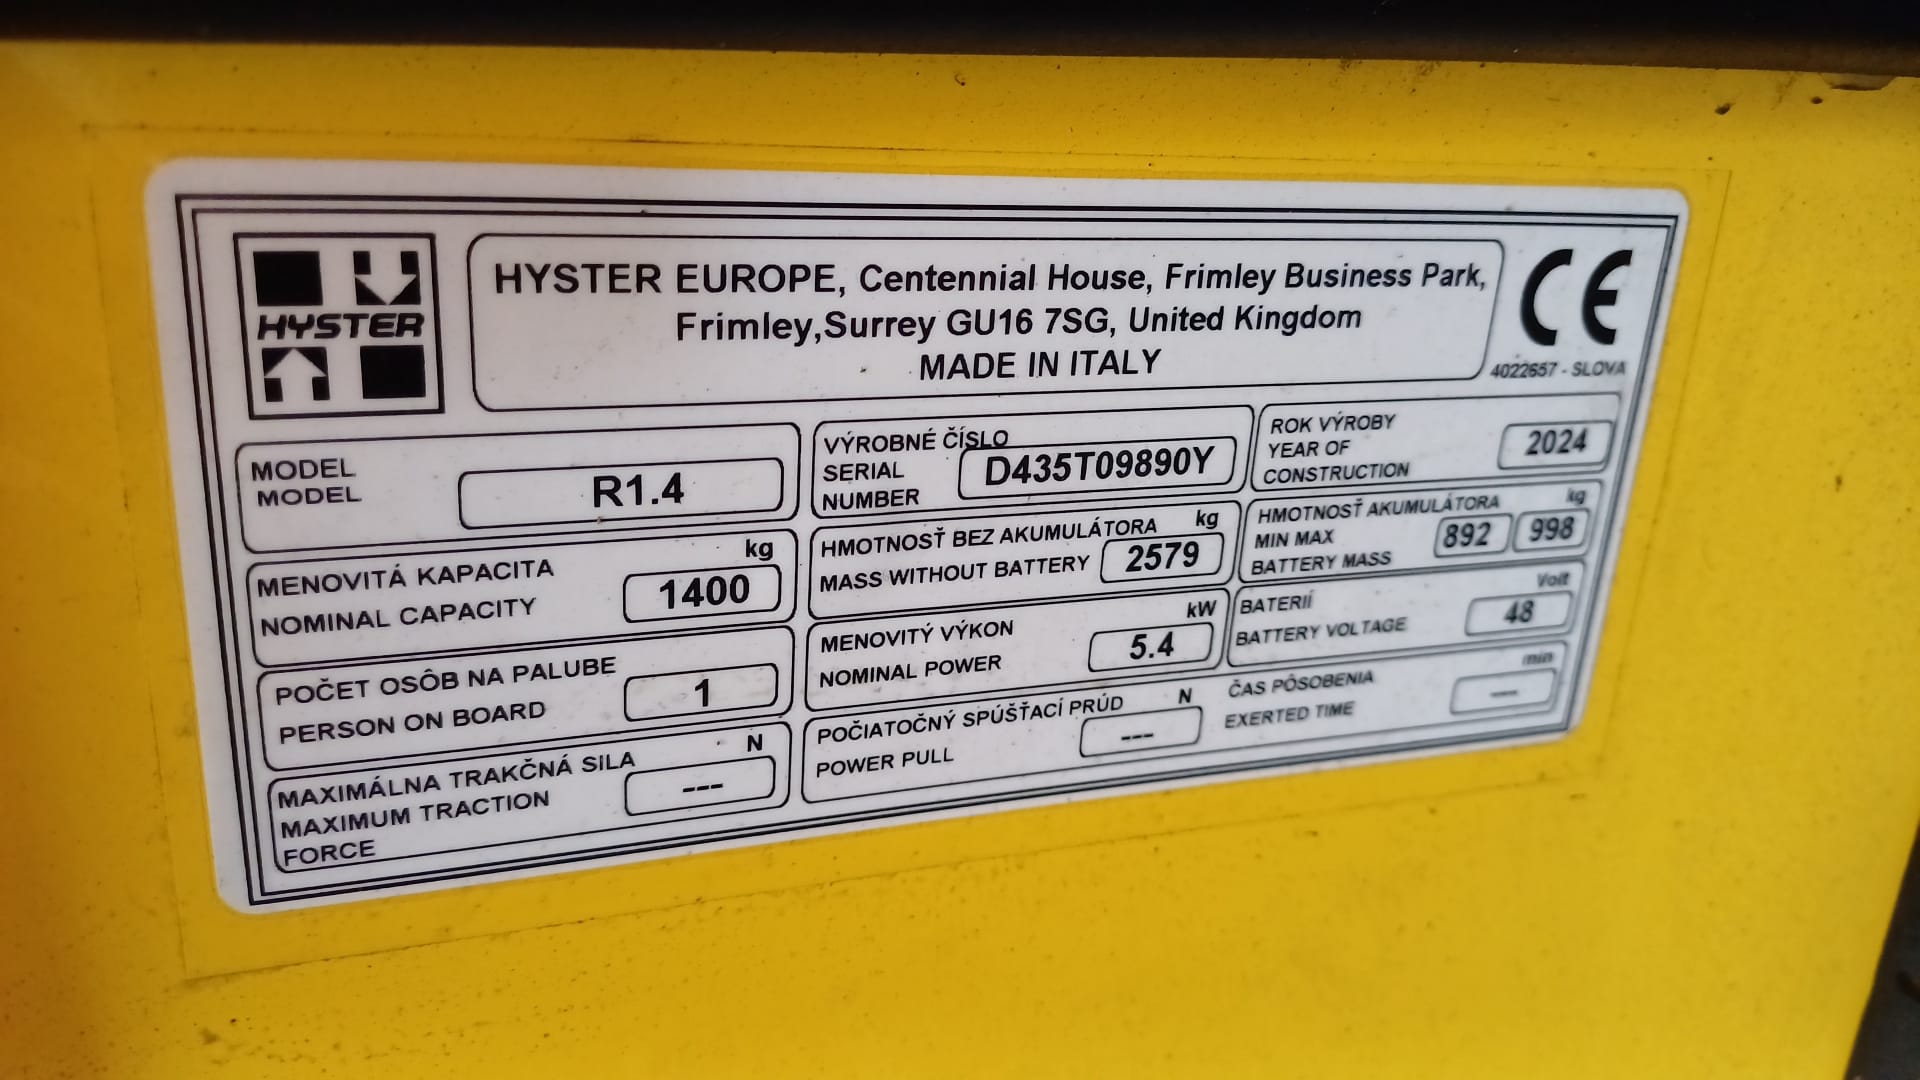 HYSTER
HYSTER EUROPE, Centennial House, Frimley Business Park,
Frimley,Surrey GU16 7SG, United Kingdom
MADE IN ITALY
CE
4022657 - SLOVA
MODEL
MODEL
R1.4
VÝROBNÉ ČÍSLO
SERIAL
NUMBER
D435T09890Y
ROK VÝROBY
YEAR OF
CONSTRUCTION
2024
MENOVITÁ KAPACITA
NOMINAL CAPACITY
kg
1400
HMOTNOSŤ BEZ AKUMULÁTORA
MASS WITHOUT BATTERY
kg
2579
HMOTNOSŤ AKUMULÁTORA
MIN MAX
BATTERY MASS
kg
892 998
POČET OSÔB NA PALUBE
PERSON ON BOARD
1
MENOVITÝ VÝKON
NOMINAL POWER
kW
5.4
BATERIÍ
BATTERY VOLTAGE
Volt
48
MAXIMÁLNA TRAKČNÁ SILA
MAXIMUM TRACTION
FORCE
N
---
POČIATOČNÝ SPÚŠŤACÍ PRÚD
POWER PULL
N
---
ČAS PÔSOBENIA
EXERTED TIME
min
---